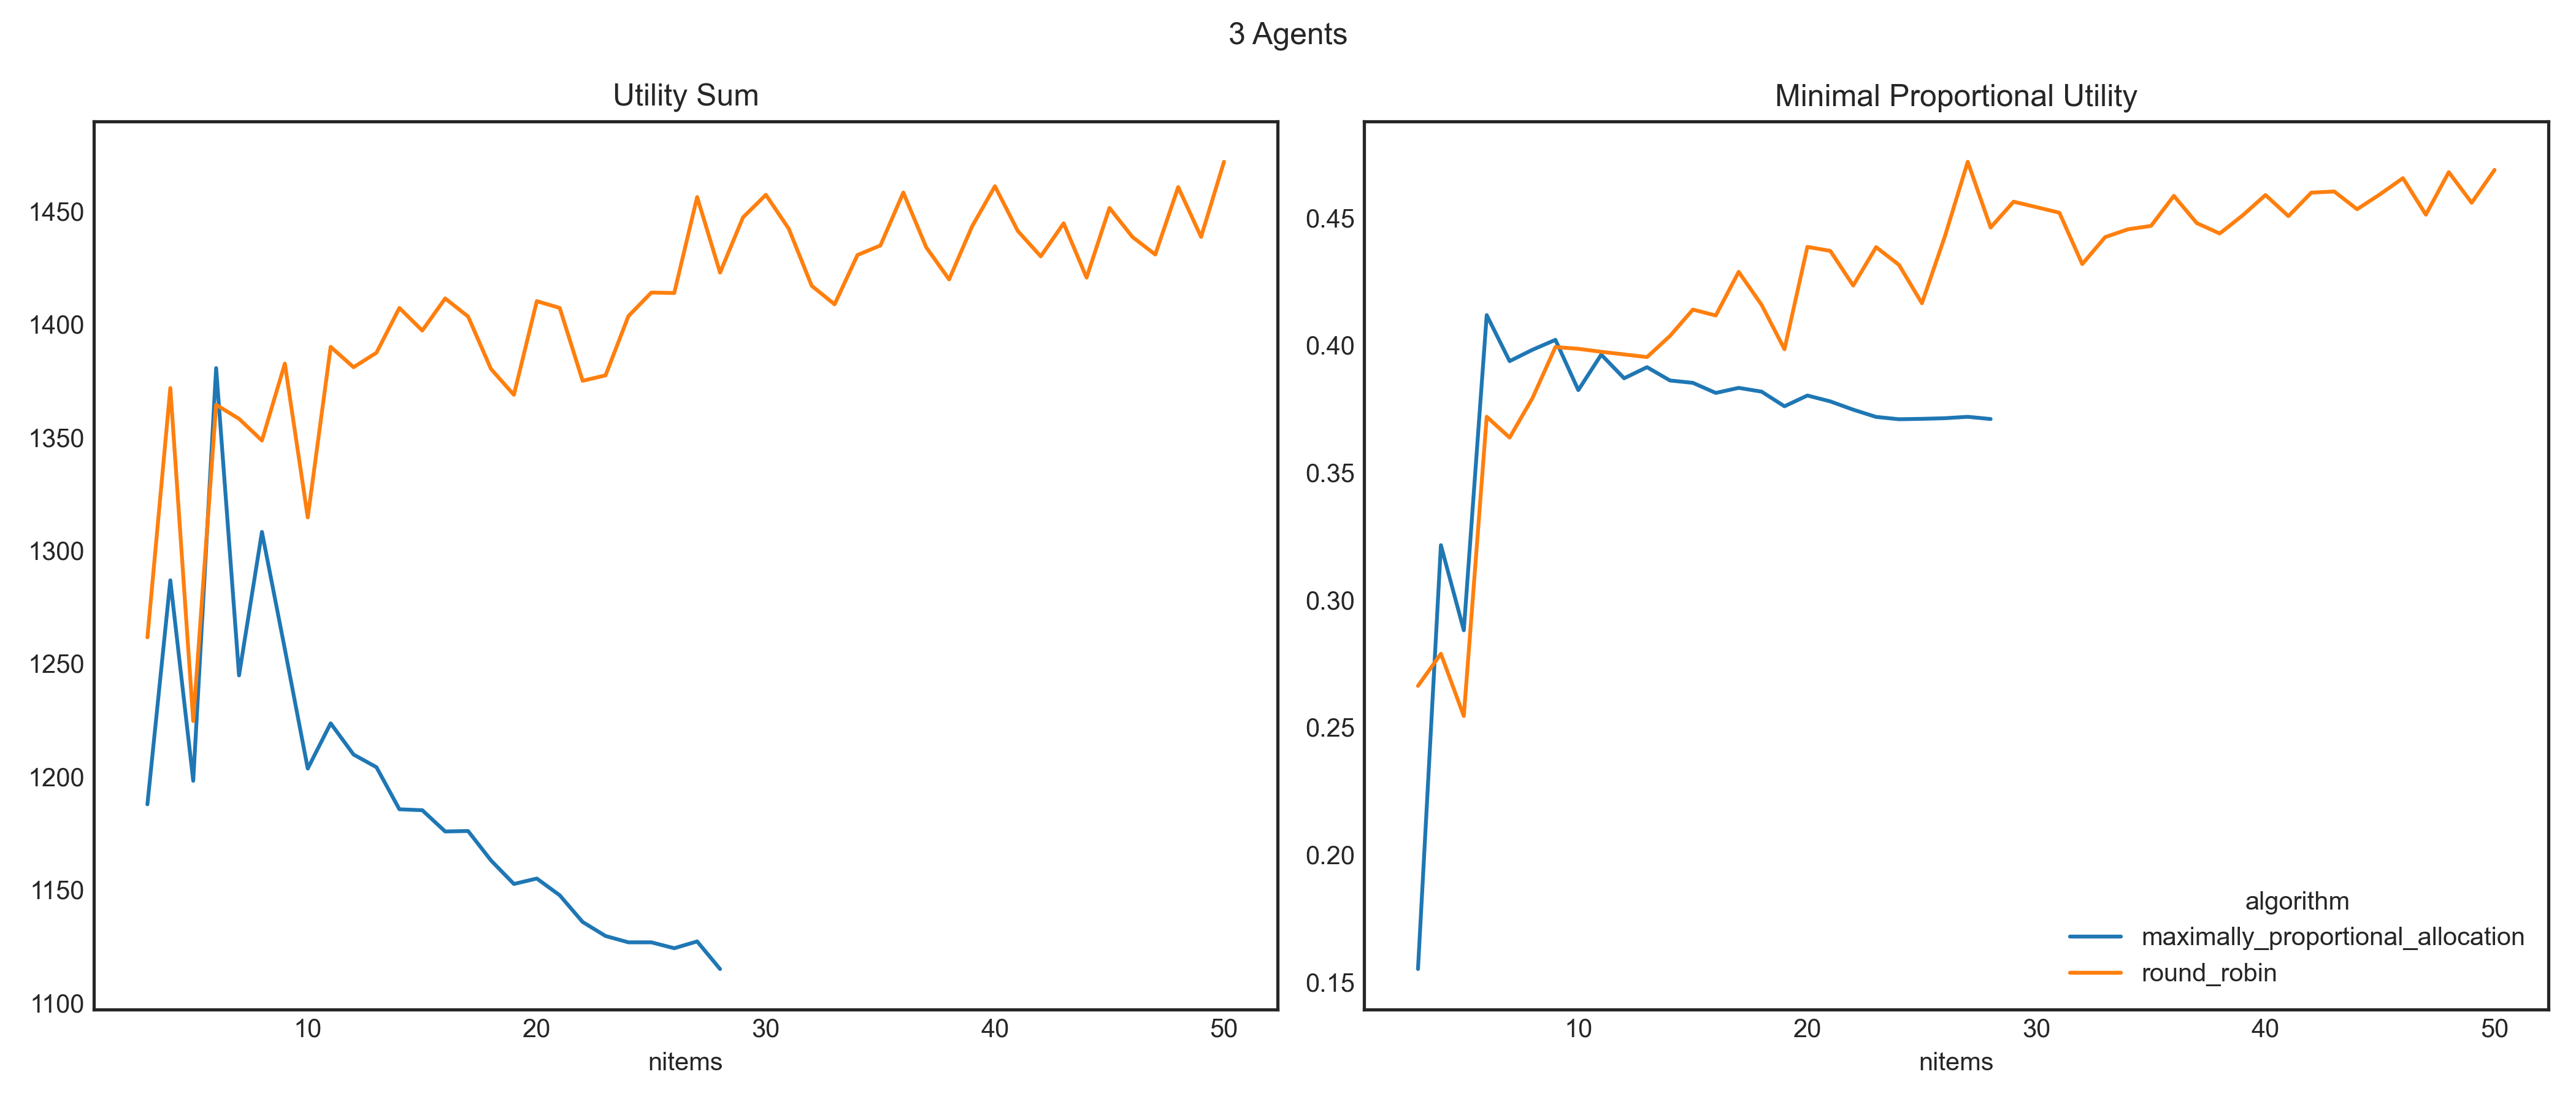 3 Agents
Utility Sum
1450
1400
1350
1300
1250
1200
1150
1100
10 20 30 40 50
nitems
Minimal Proportional Utility
0.45
0.40
0.35
0.30
0.25
0.20
0.15
10 20 30 40 50
nitems
algorithm
maximally_proportional_allocation
round_robin